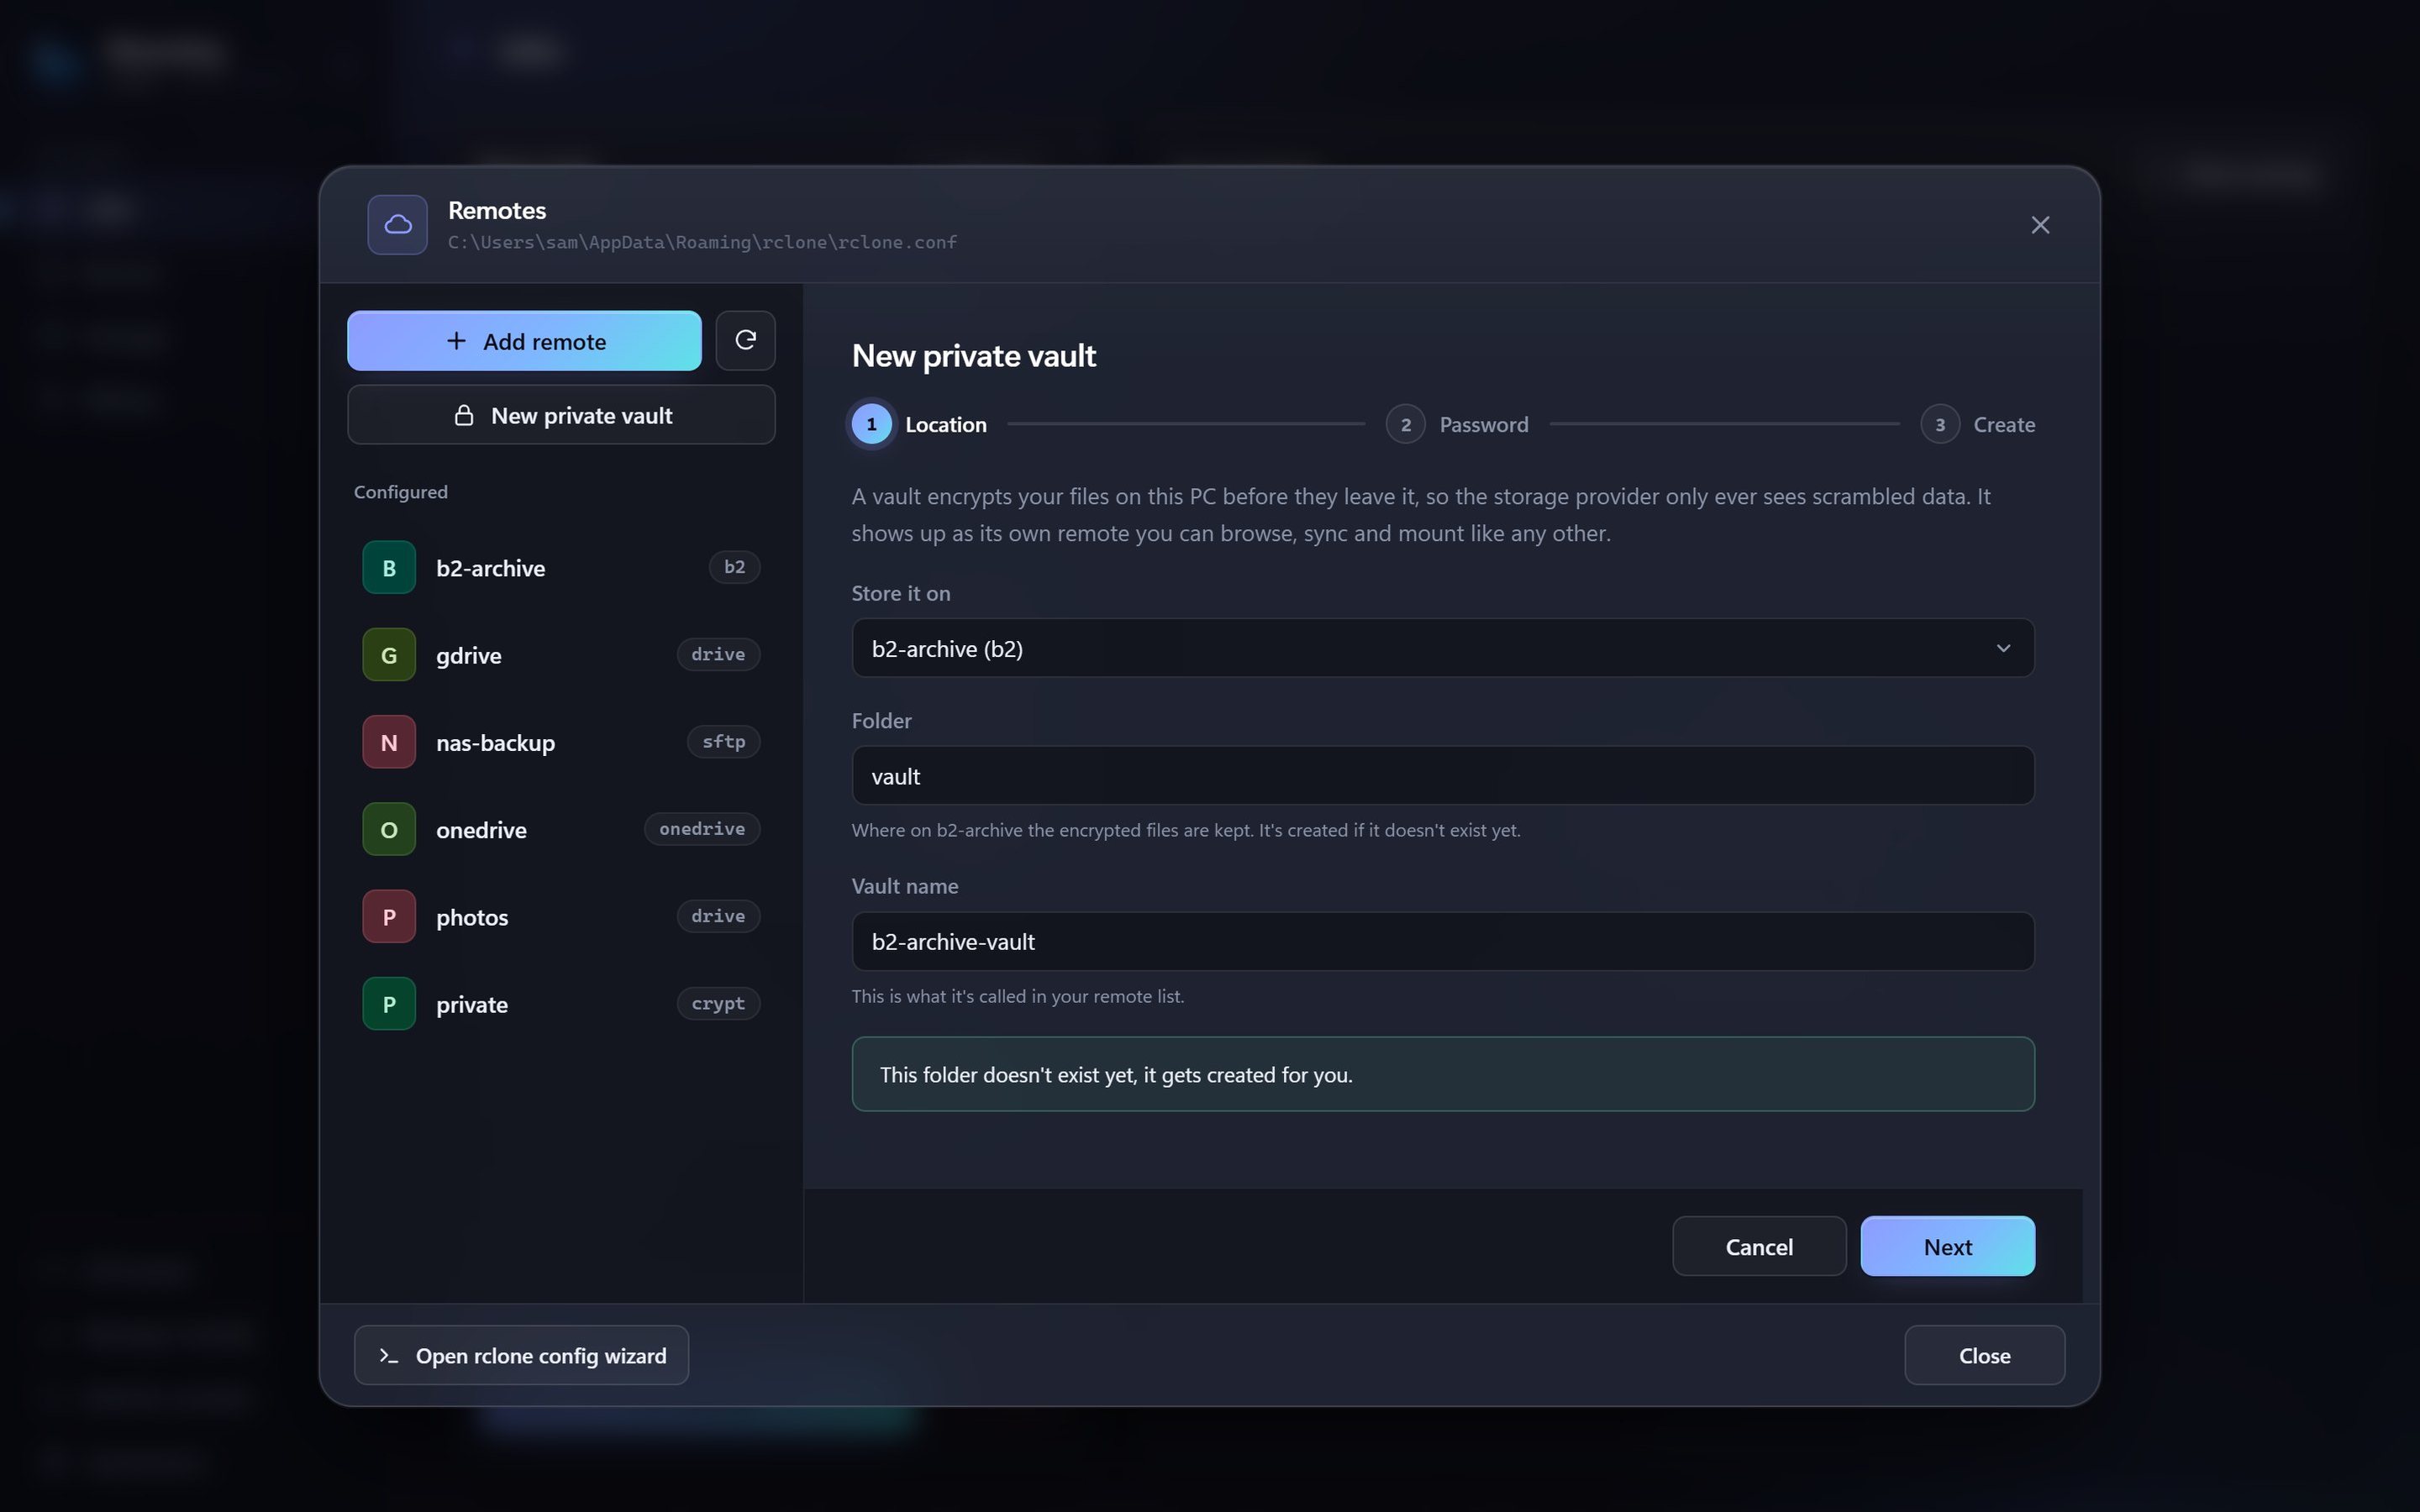 Remotes
C:\Users\sam\AppData\Roaming\rclone\rclone.conf
Add remote
New private vault
Configured
B b2-archive b2
G gdrive drive
N nas-backup sftp
O onedrive onedrive
P photos drive
P private crypt
New private vault
1 Location 2 Password 3 Create
A vault encrypts your files on this PC before they leave it, so the storage provider only ever sees scrambled data. It
shows up as its own remote you can browse, sync and mount like any other.
Store it on
b2-archive (b2)
Folder
vault
Where on b2-archive the encrypted files are kept. It's created if it doesn't exist yet.
Vault name
b2-archive-vault
This is what it's called in your remote list.
This folder doesn't exist yet, it gets created for you.
Cancel Next
Open rclone config wizard Close